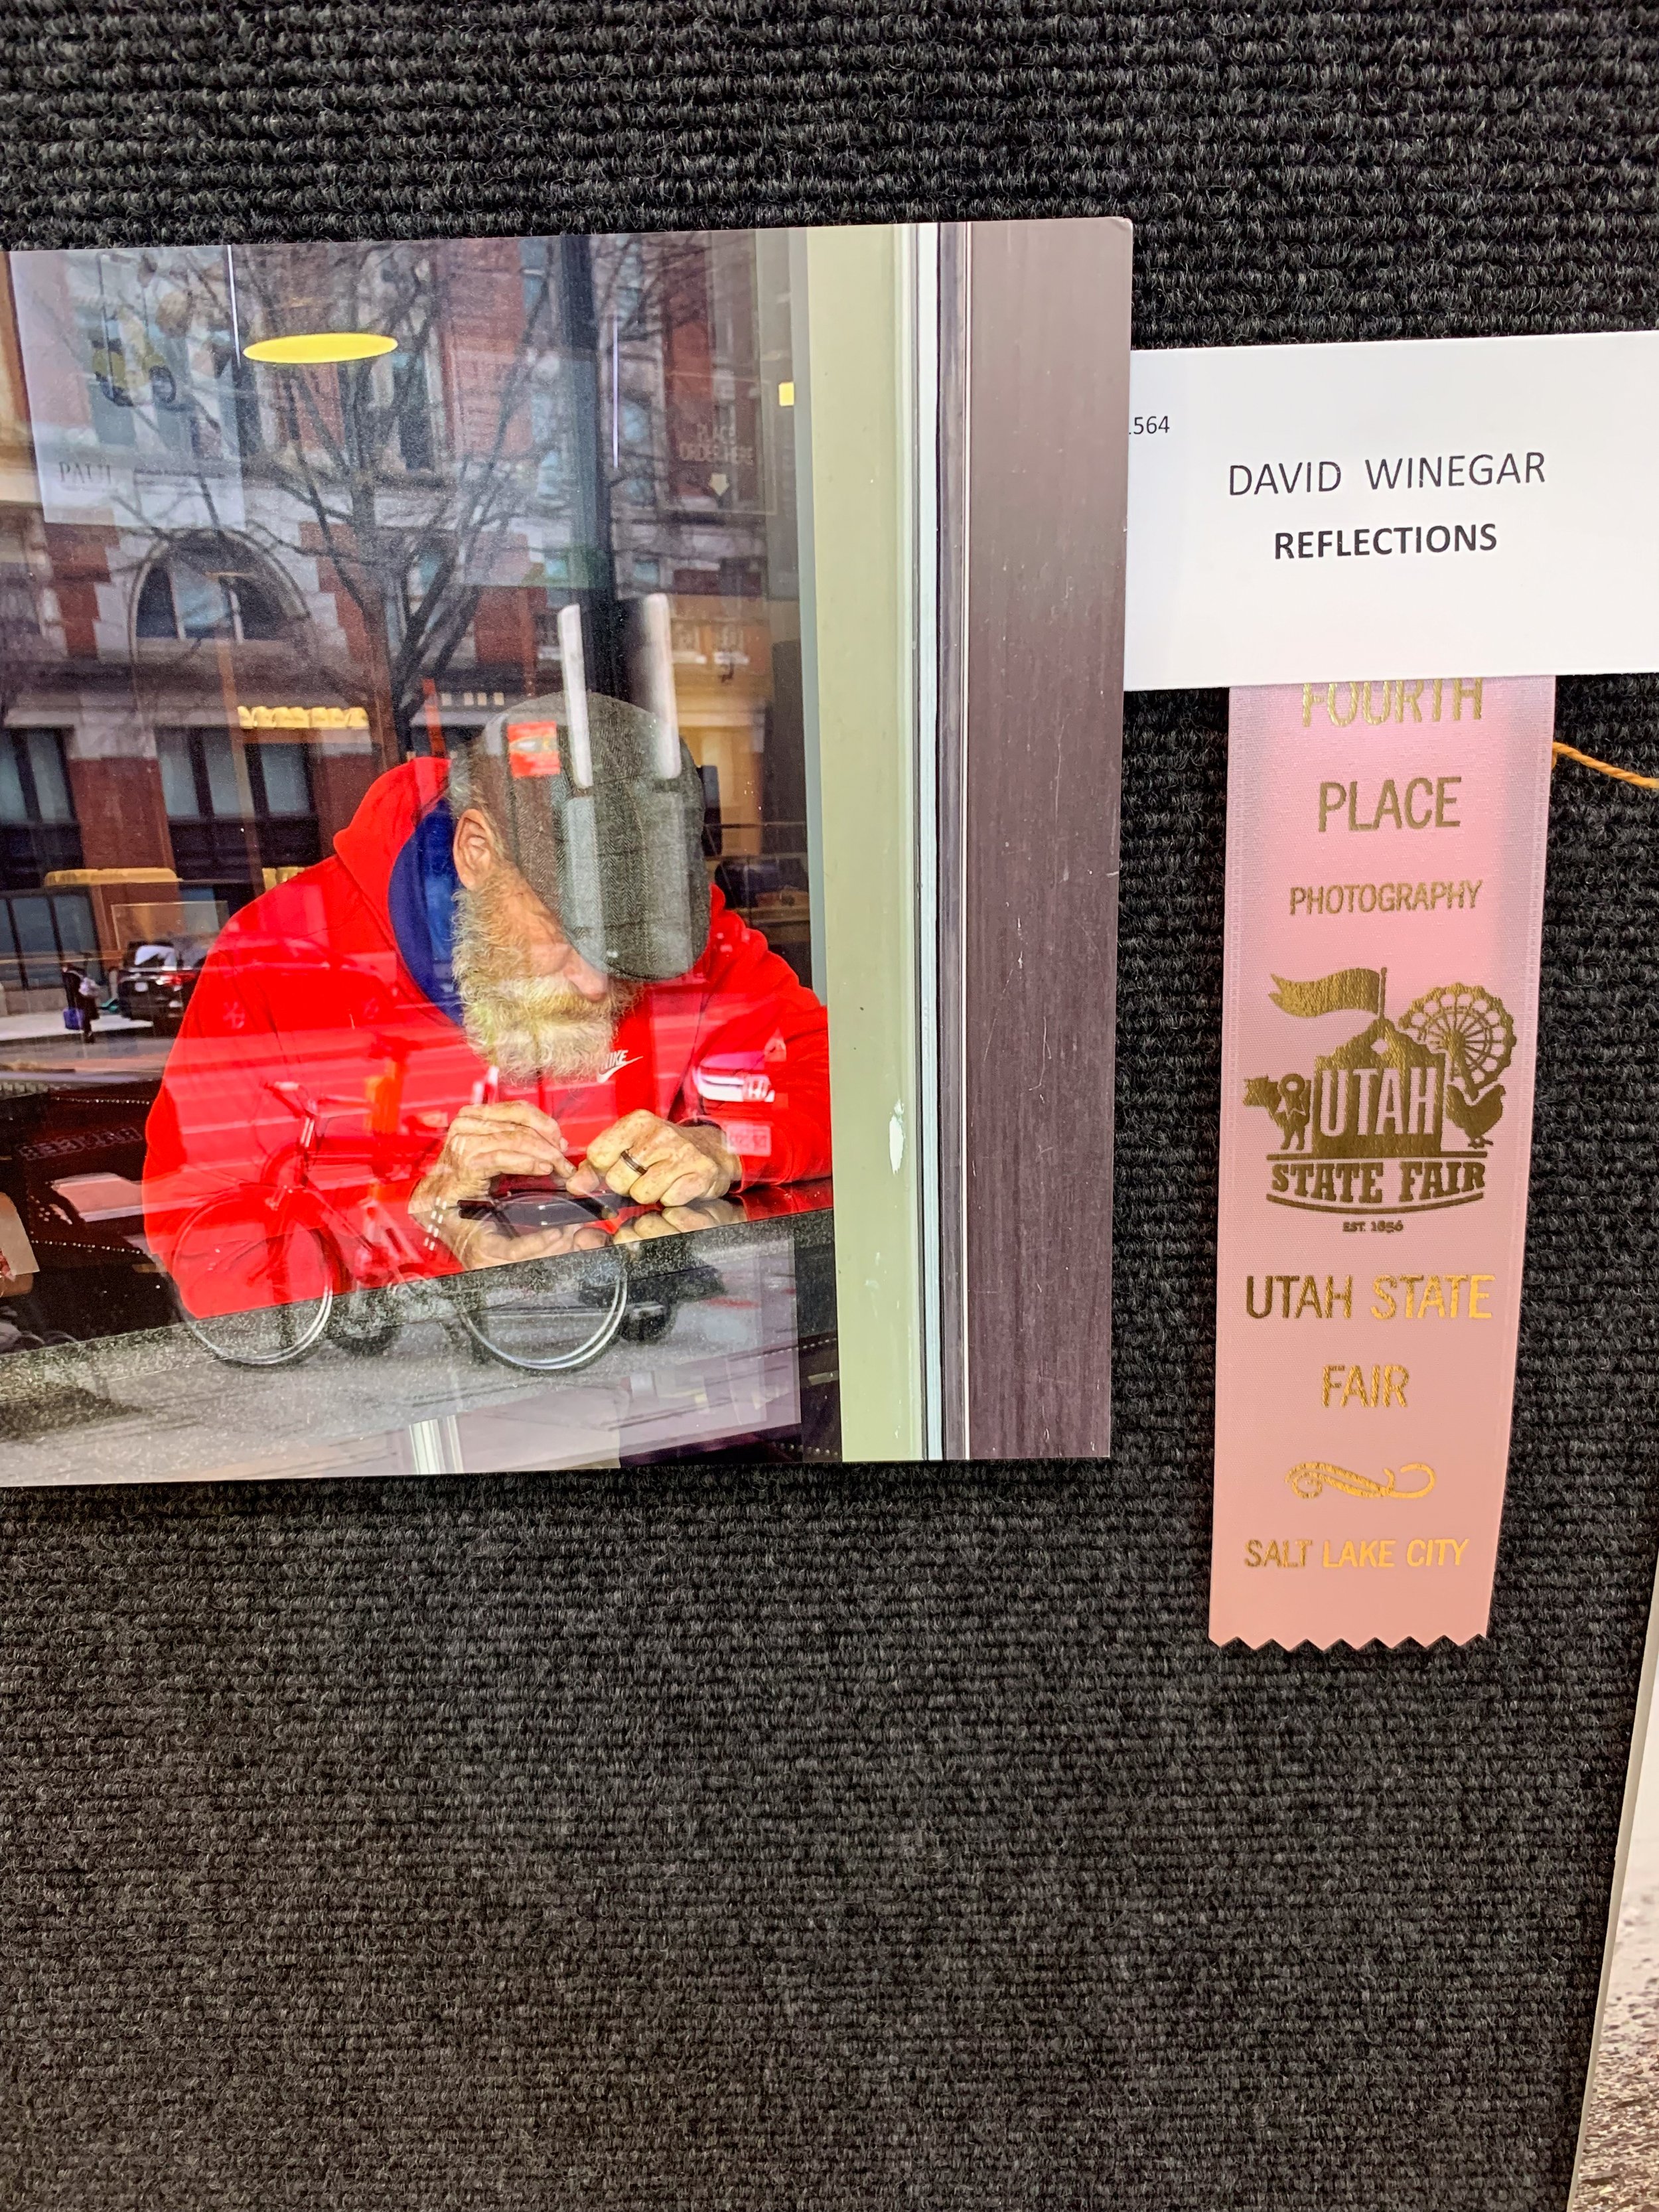 .564
DAVID WINEGAR
REFLECTIONS
FOURTH
PLACE
PHOTOGRAPHY
UTAH
STATE FAIR
EST. 1856
UTAH STATE
FAIR
SALT LAKE CITY
PAUL
PLACE
ORDER HERE
NIKE